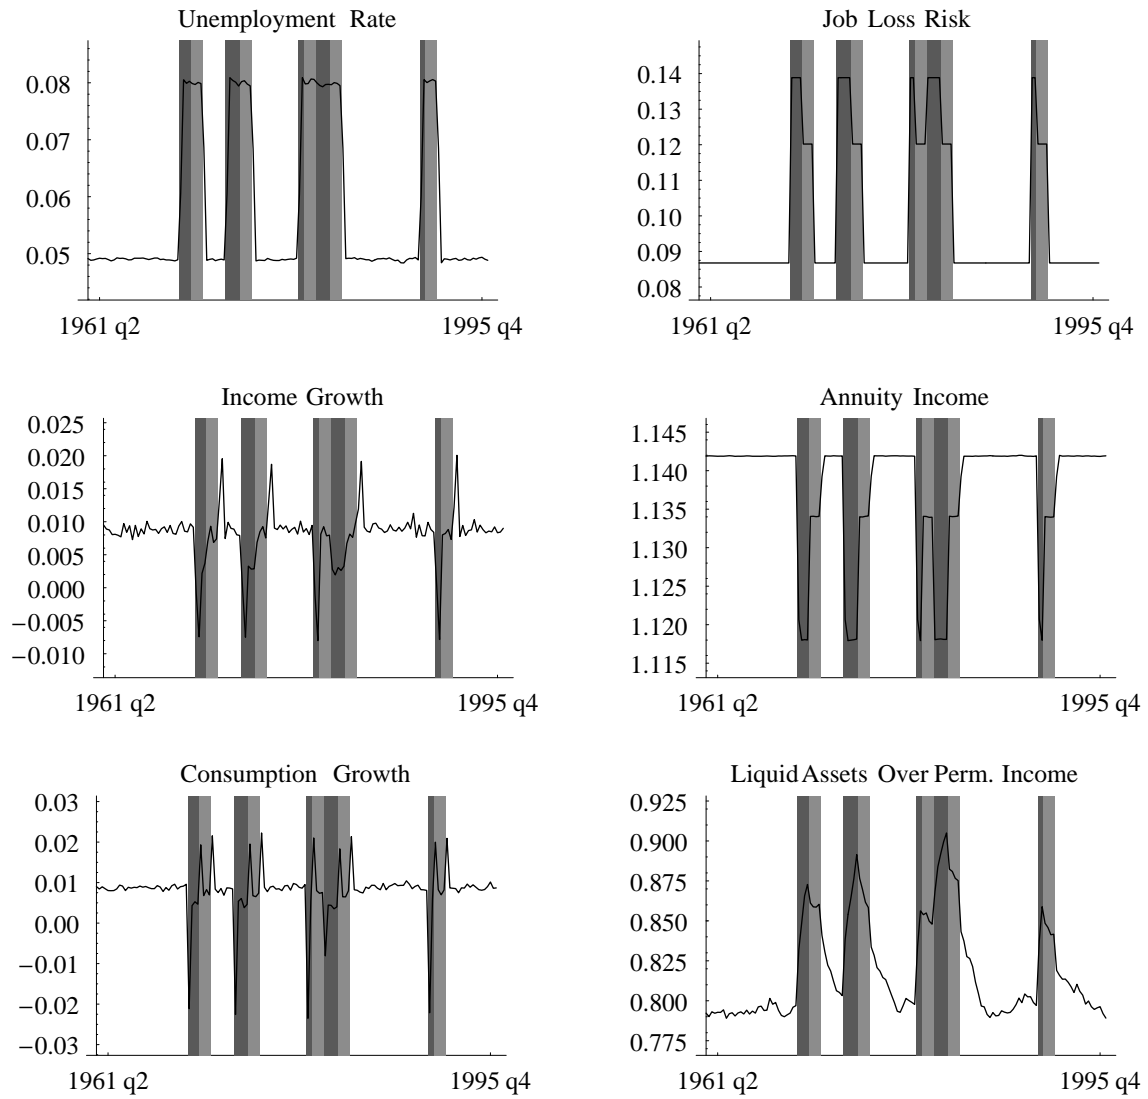 Unemployment Rate
0.08
0.07
0.06
0.05
1961 q2
1995 q4
Job Loss Risk
0.14
0.13
0.12
0.11
0.10
0.09
0.08
1961 q2
1995 q4
Income Growth
0.025
0.020
0.015
0.010
0.005
0.000
−0.005
−0.010
1961 q2
1995 q4
Annuity Income
1.145
1.140
1.135
1.130
1.125
1.120
1.115
1961 q2
1995 q4
Consumption Growth
0.03
0.02
0.01
0.00
−0.01
−0.02
−0.03
1961 q2
1995 q4
Liquid Assets Over Perm. Income
0.925
0.900
0.875
0.850
0.825
0.800
0.775
1961 q2
1995 q4